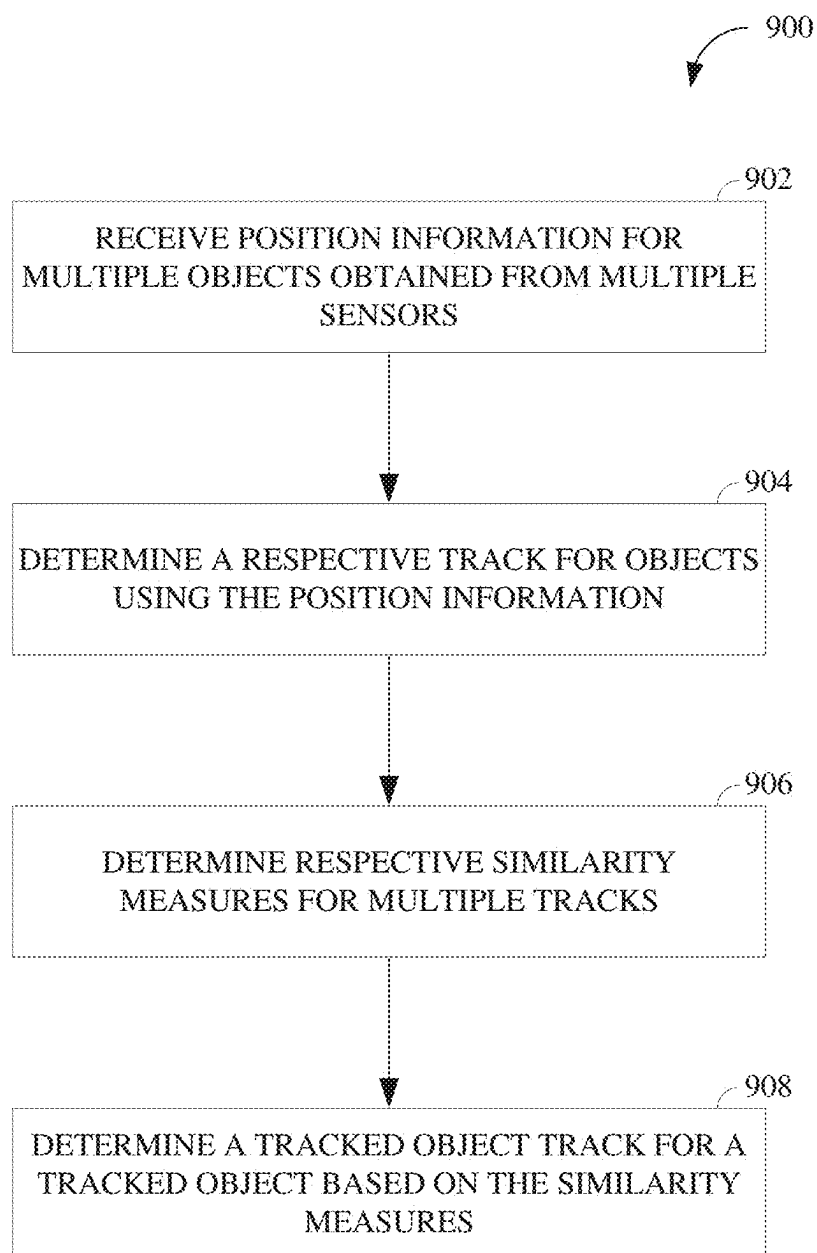 900
902
RECEIVE POSITION INFORMATION FOR
MULTIPLE OBJECTS OBTAINED FROM MULTIPLE
SENSORS
904
DETERMINE A RESPECTIVE TRACK FOR OBJECTS
USING THE POSITION INFORMATION
906
DETERMINE RESPECTIVE SIMILARITY
MEASURES FOR MULTIPLE TRACKS
908
DETERMINE A TRACKED OBJECT TRACK FOR A
TRACKED OBJECT BASED ON THE SIMILARITY
MEASURES